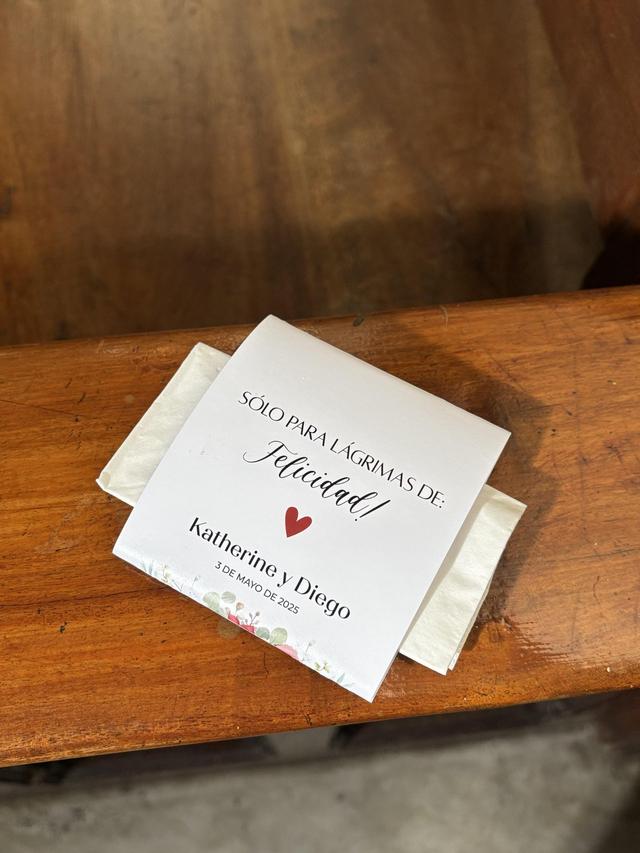 SÓLO PARA LÁGRIMAS DE:
Felicidad!
Katherine y Diego
3 DE MAYO DE 2025